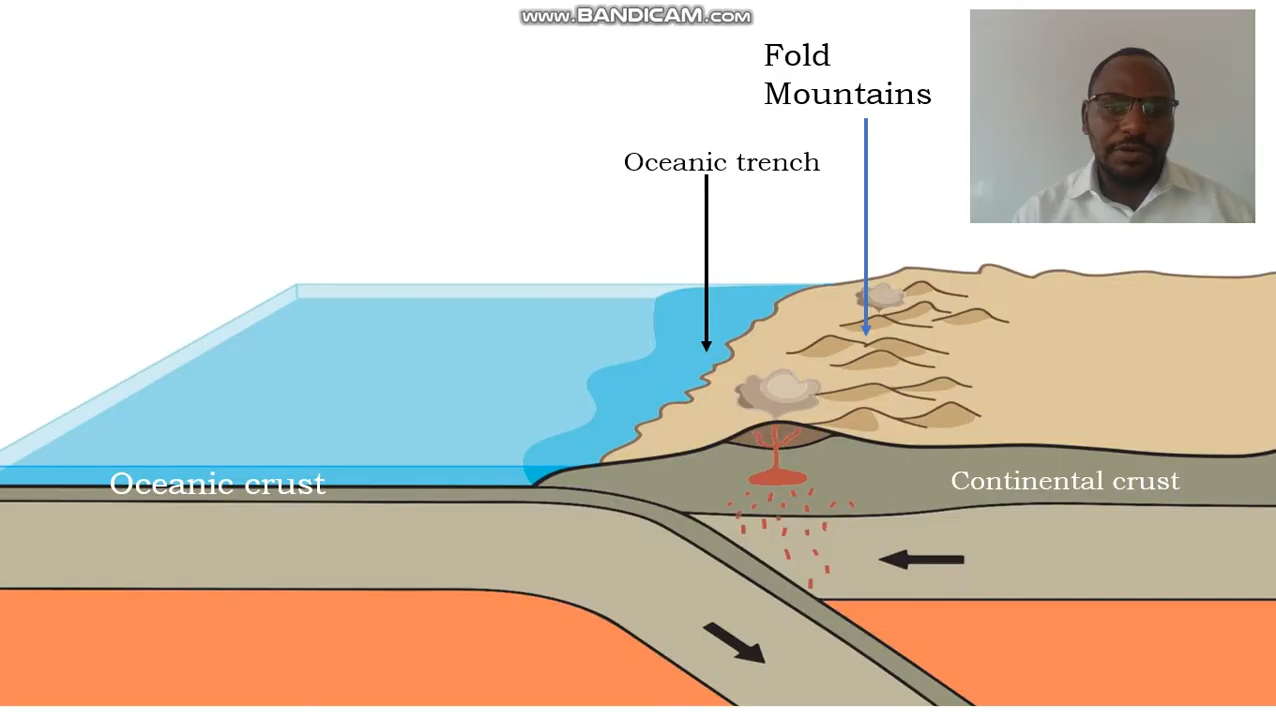 www.BANDICAM.com
Fold
Mountains
Oceanic trench
Oceanic crust
Continental crust